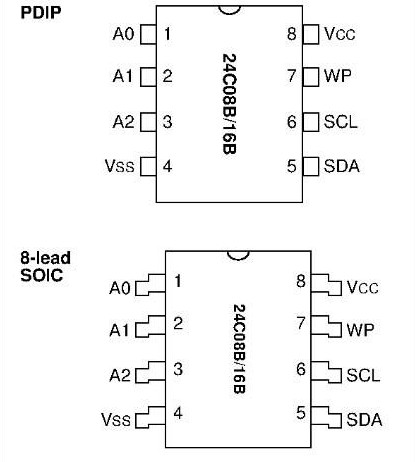 PDIP
A0 1 8 VCC
A1 2 7 WP
A2 3 6 SCL
VSS 4 5 SDA
24C08B/16B
8-lead
SOIC
A0 1 8 VCC
A1 2 7 WP
A2 3 6 SCL
VSS 4 5 SDA
24C08B/16B